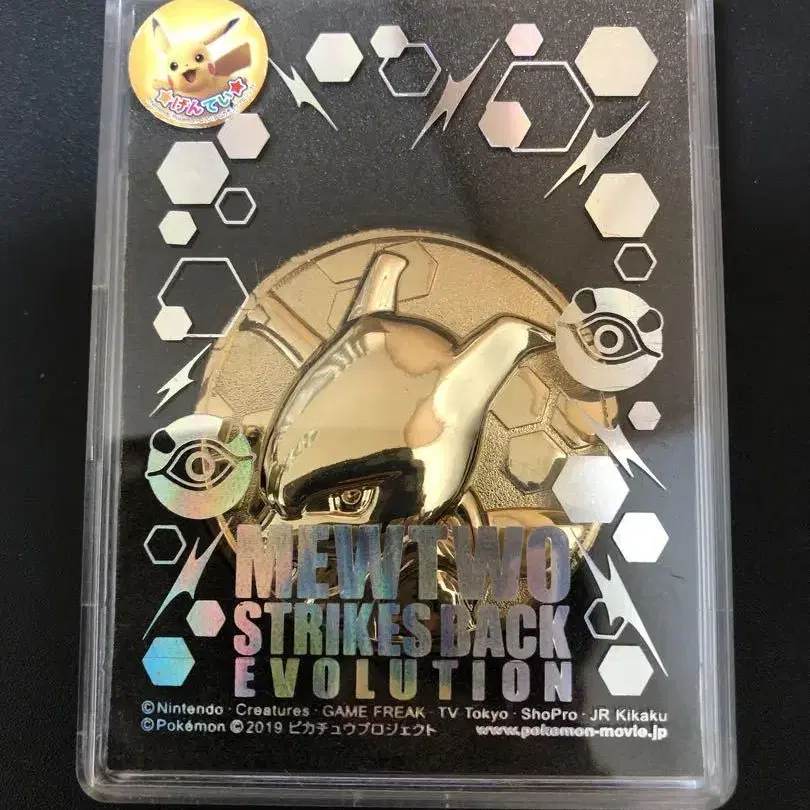 ★げんてい★
MEWTWO
STRIKES BACK
EVOLUTION
©Nintendo・Creatures・GAME FREAK・TV Tokyo・ShoPro・JR Kikaku
©Pokémon ©2019 ピカチュウプロジェクト www.pokemon-movie.jp